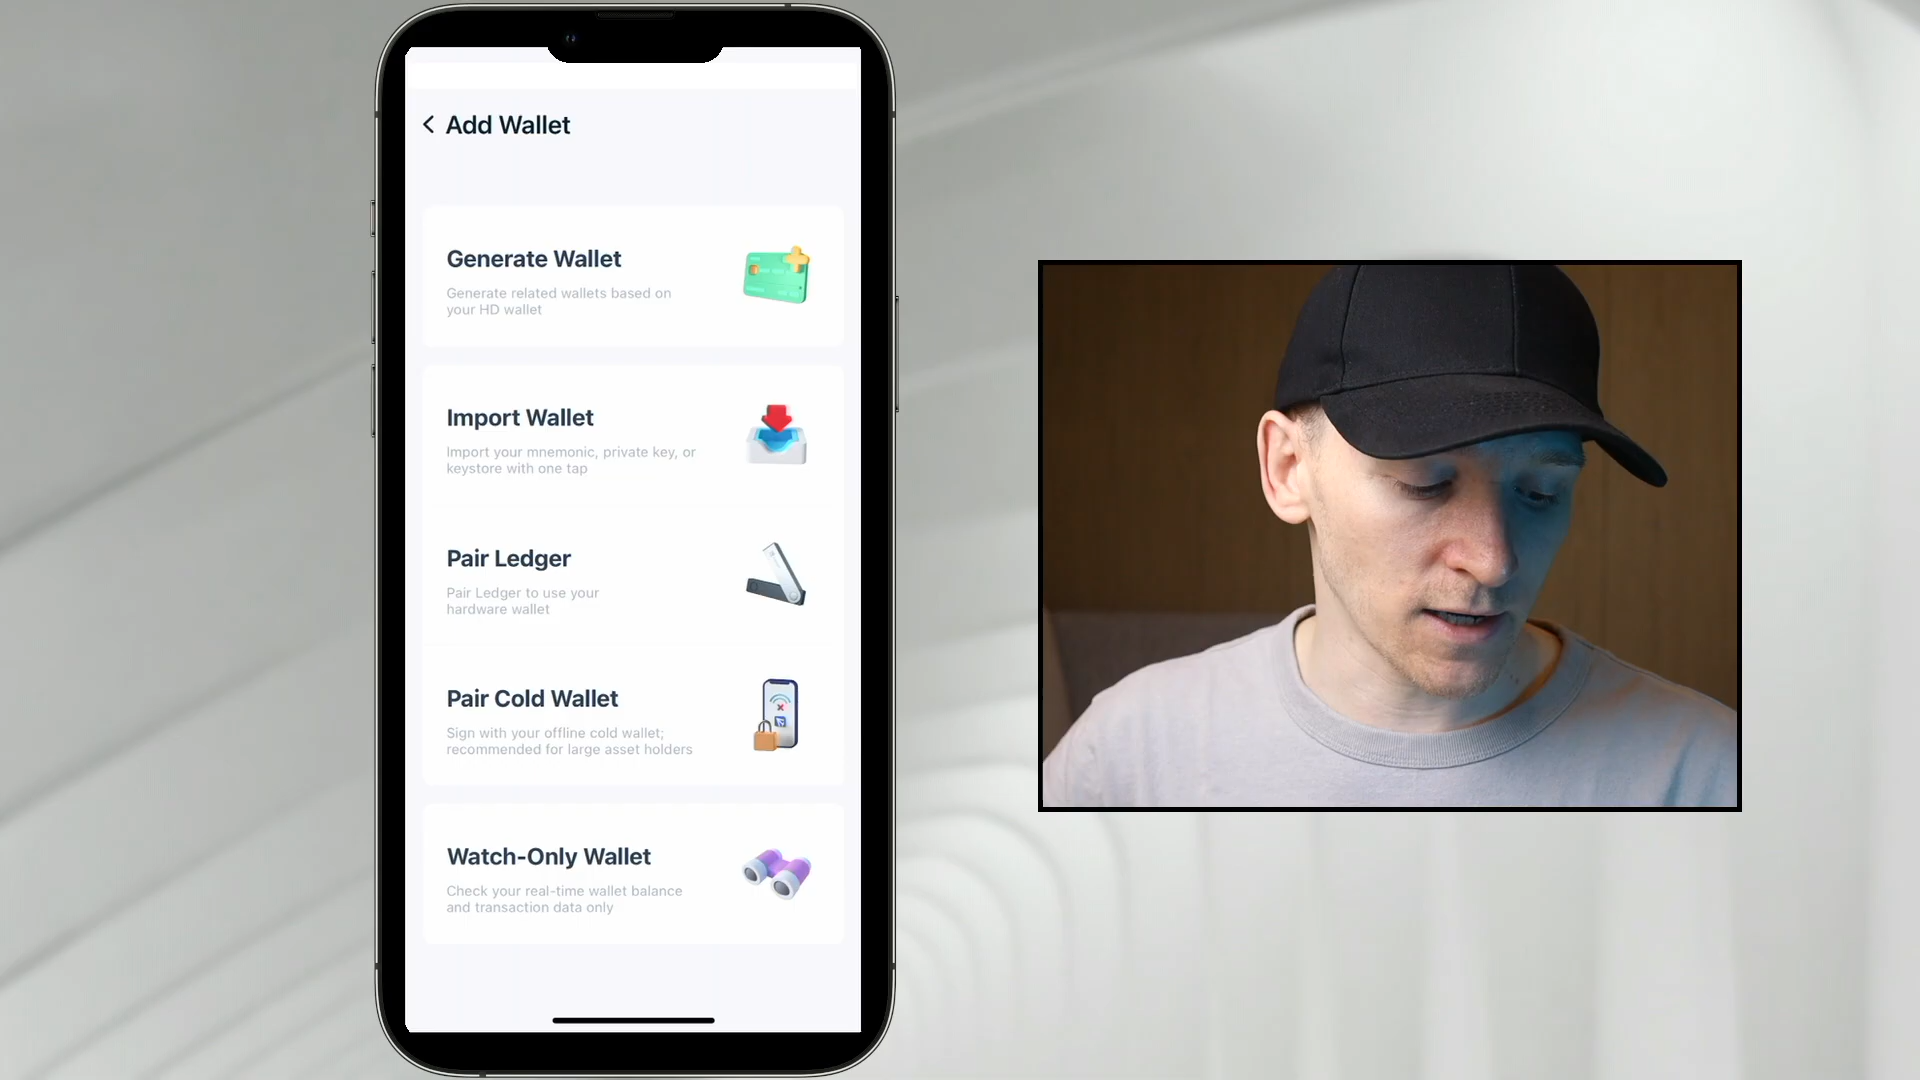 Add Wallet
Generate Wallet
Generate related wallets based on
your HD wallet
Import Wallet
Import your mnemonic, private key, or
keystore with one tap
Pair Ledger
Pair Ledger to use your
hardware wallet
Pair Cold Wallet
Sign with your offline cold wallet;
recommended for large asset holders
Watch-Only Wallet
Check your real-time wallet balance
and transaction data only